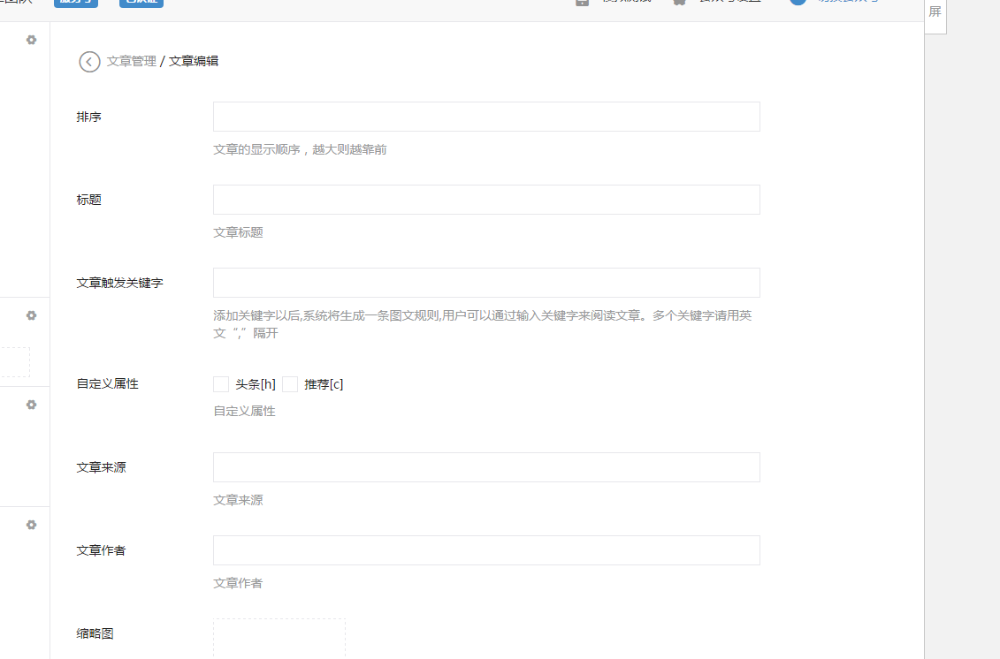 屏
文章管理 / 文章编辑
排序
文章的显示顺序，越大则越靠前
标题
文章标题
文章触发关键字
添加关键字以后,系统将生成一条图文规则,用户可以通过输入关键字来阅读文章。多个关键字请用英
文“,”隔开
自定义属性
头条[h] 推荐[c]
自定义属性
文章来源
文章来源
文章作者
文章作者
缩略图